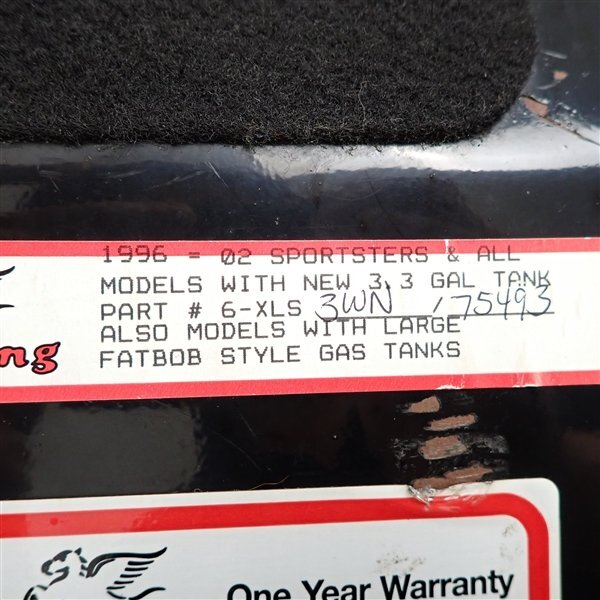 1996 = 02 SPORTSTERS & ALL
MODELS WITH NEW 3.3 GAL TANK
PART # 6-XLS 3WN / 75493
ALSO MODELS WITH LARGE
FATBOB STYLE GAS TANKS
ng
One Year Warranty